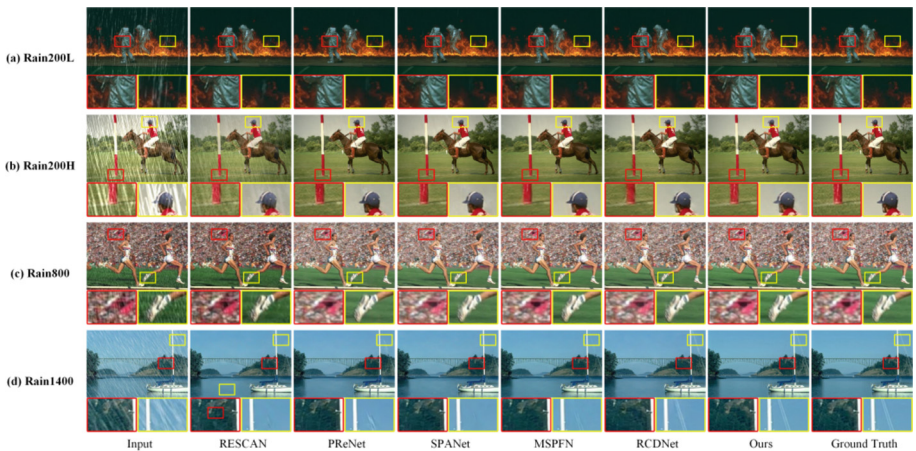 (a) Rain200L
(b) Rain200H
(c) Rain800
(d) Rain1400
Input RESCAN PReNet SPANet MSPFN RCDNet Ours Ground Truth